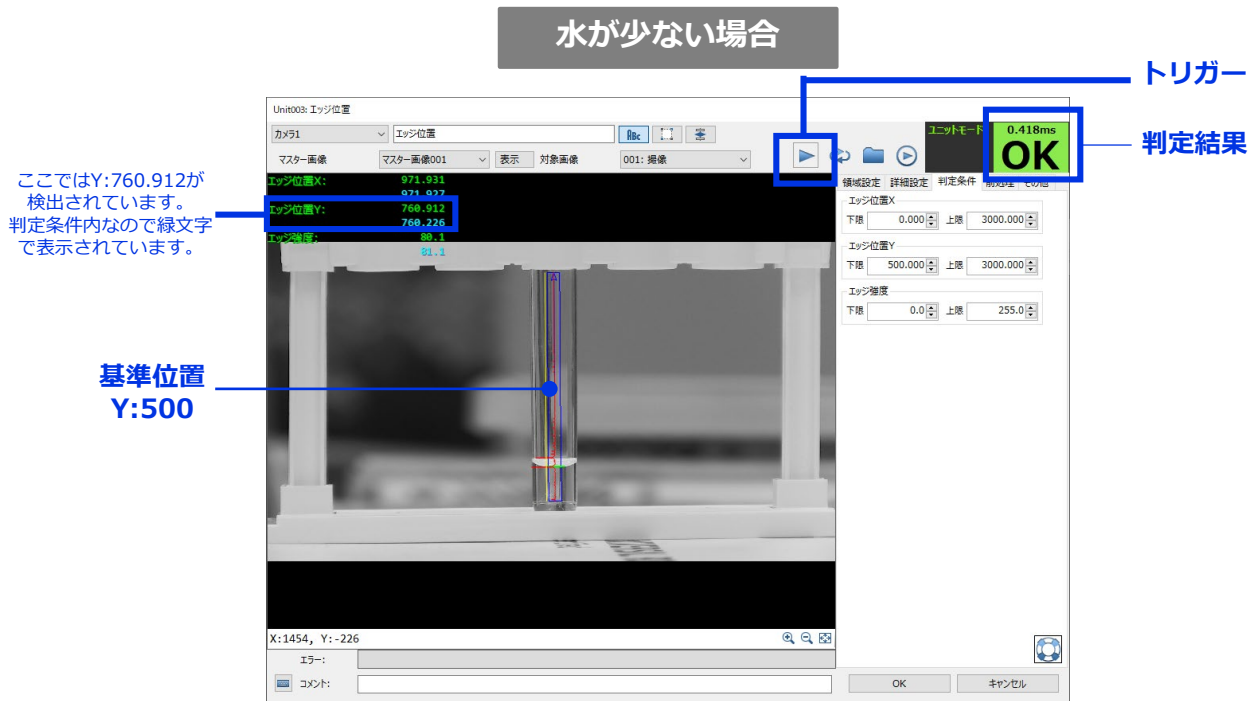 水が少ない場合
トリガー
判定結果
ここではY:760.912が
検出されています。
判定条件内なので緑文字
で表示されています。
基準位置
Y:500
Unit003: エッジ位置
カメラ1
エッジ位置
ABc
マスター画像
マスター画像001
表示
対象画像
001: 撮像
ユニットモード
0.418ms
OK
エッジ位置X: 971.931
971.927
エッジ位置Y: 760.912
760.226
エッジ強度: 80.1
81.1
領域設定 詳細設定 判定条件 前処理 その他
エッジ位置X
下限 0.000 上限 3000.000
エッジ位置Y
下限 500.000 上限 3000.000
エッジ強度
下限 0.0 上限 255.0
X:1454, Y:-226
エラー:
コメント:
OK
キャンセル